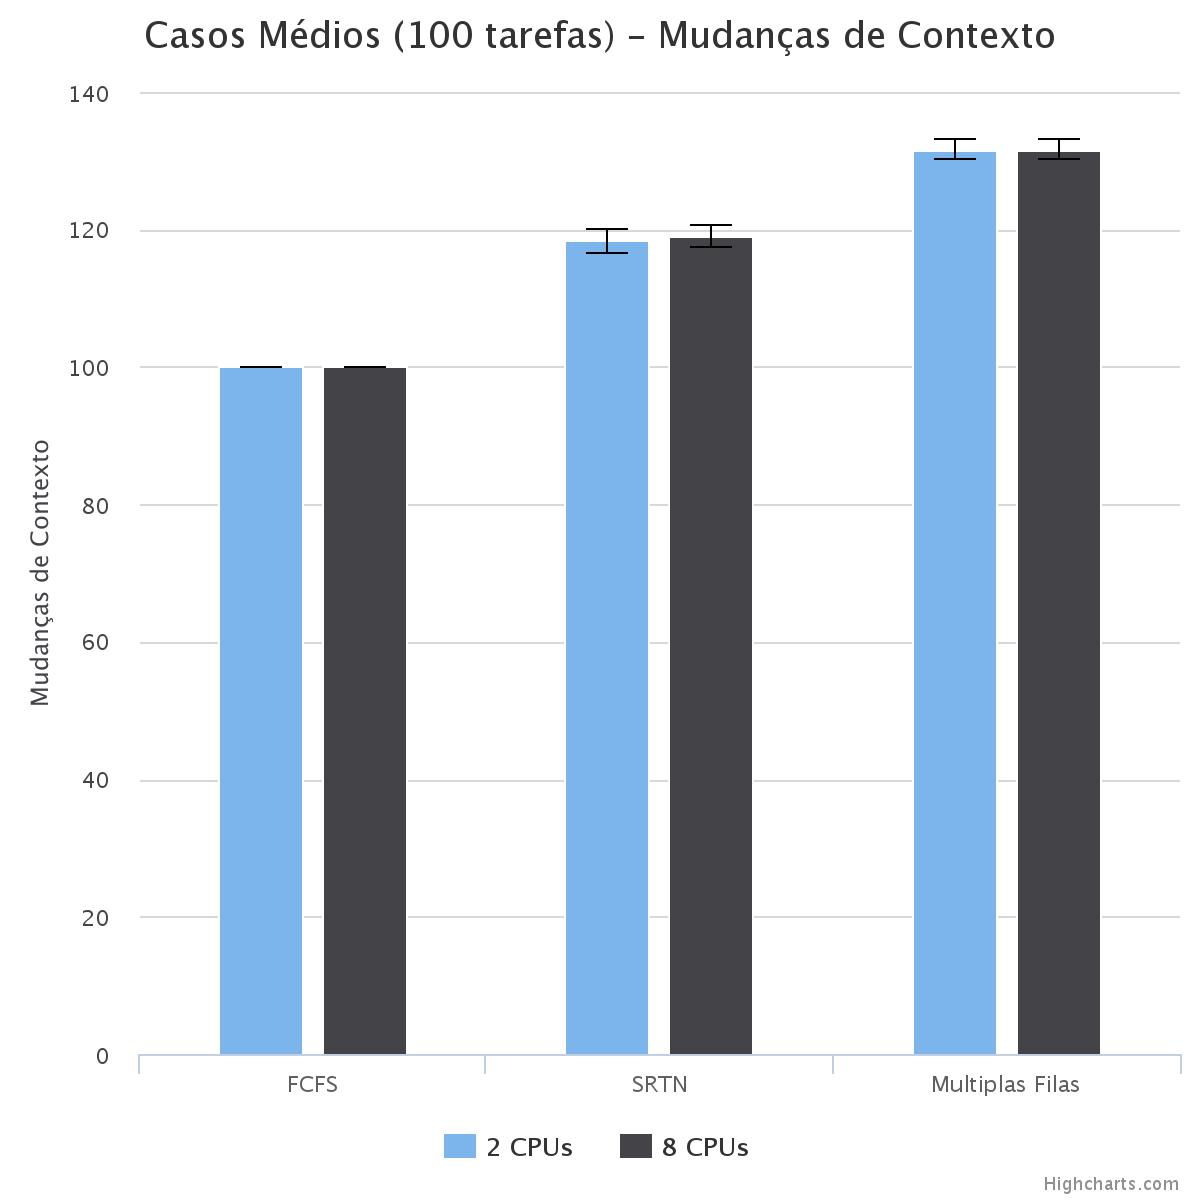 Casos Médios (100 tarefas) – Mudanças de Contexto
140
120
100
80
60
40
20
0
Mudanças de Contexto
FCFS
SRTN
Multiplas Filas
2 CPUs
8 CPUs
Highcharts.com